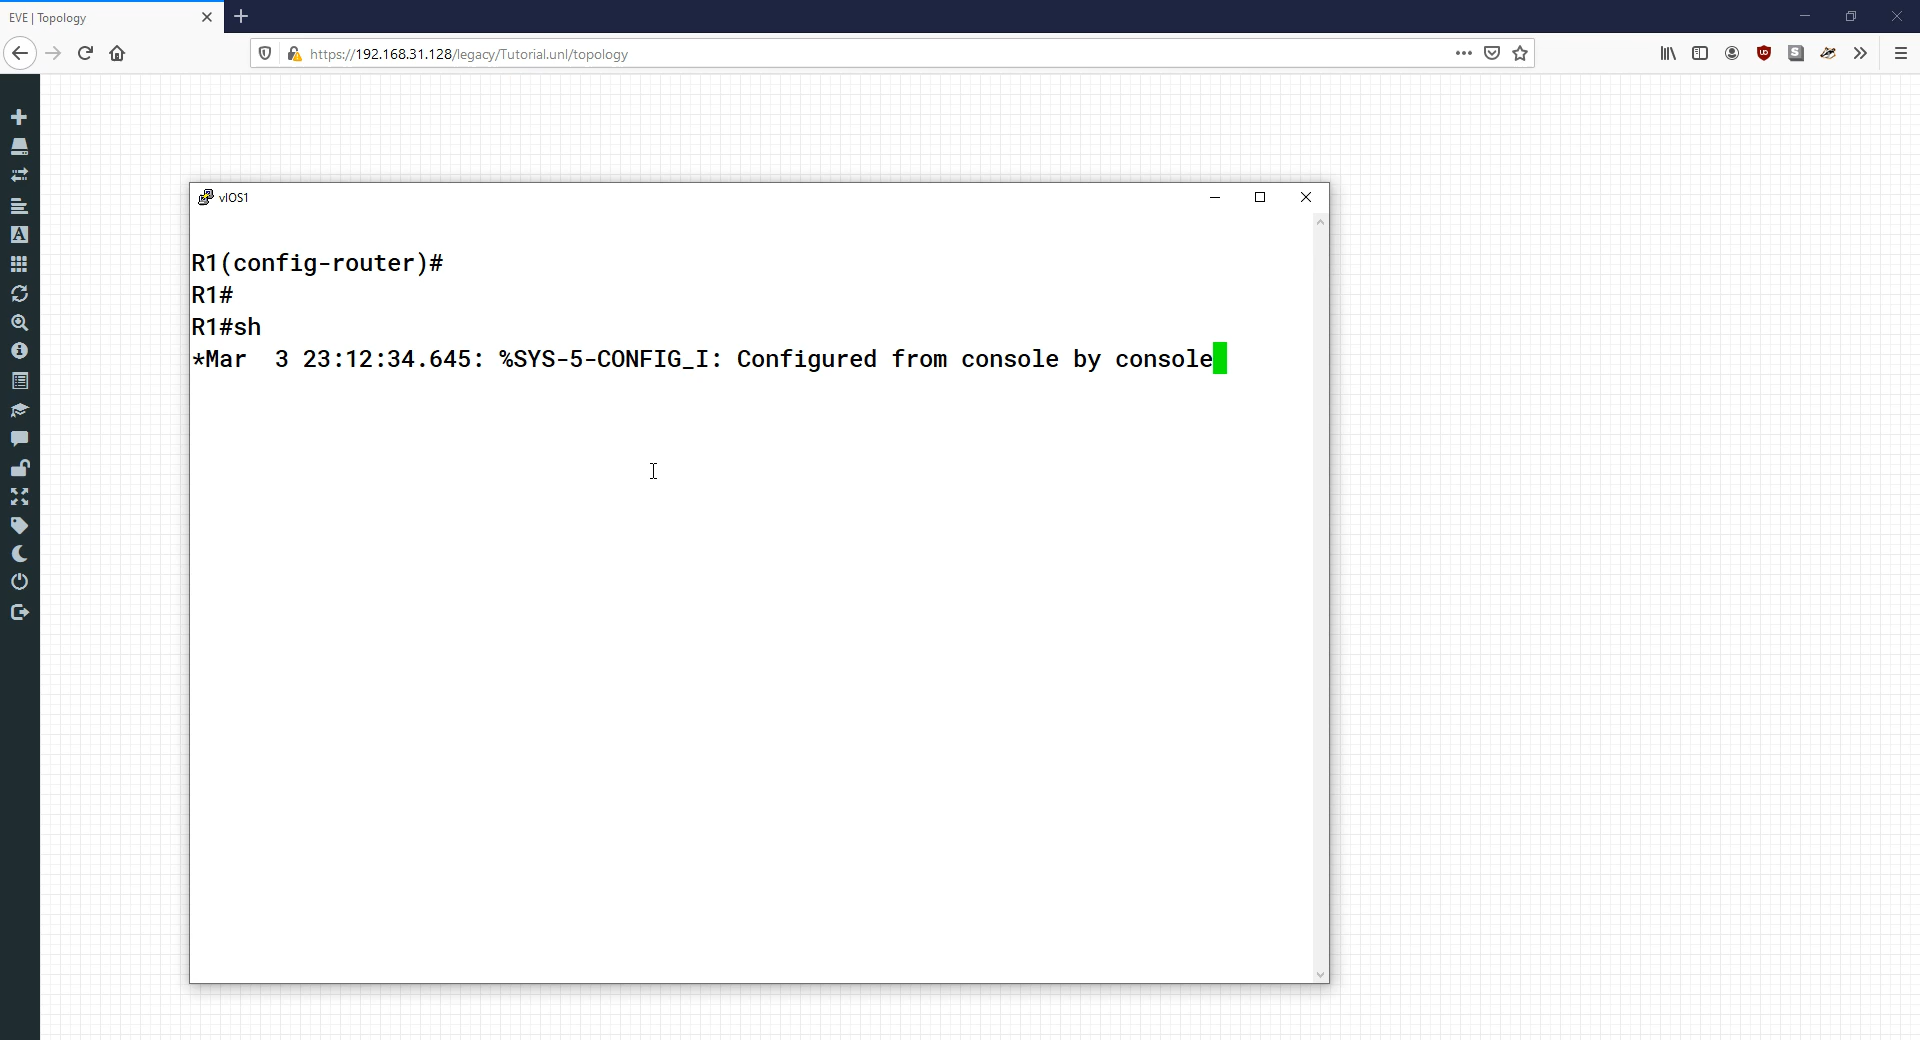 EVE | Topology
https://192.168.31.128/legacy/Tutorial.unl/topology
vIOS1
R1(config-router)#
R1#
R1#sh
*Mar  3 23:12:34.645: %SYS-5-CONFIG_I: Configured from console by console